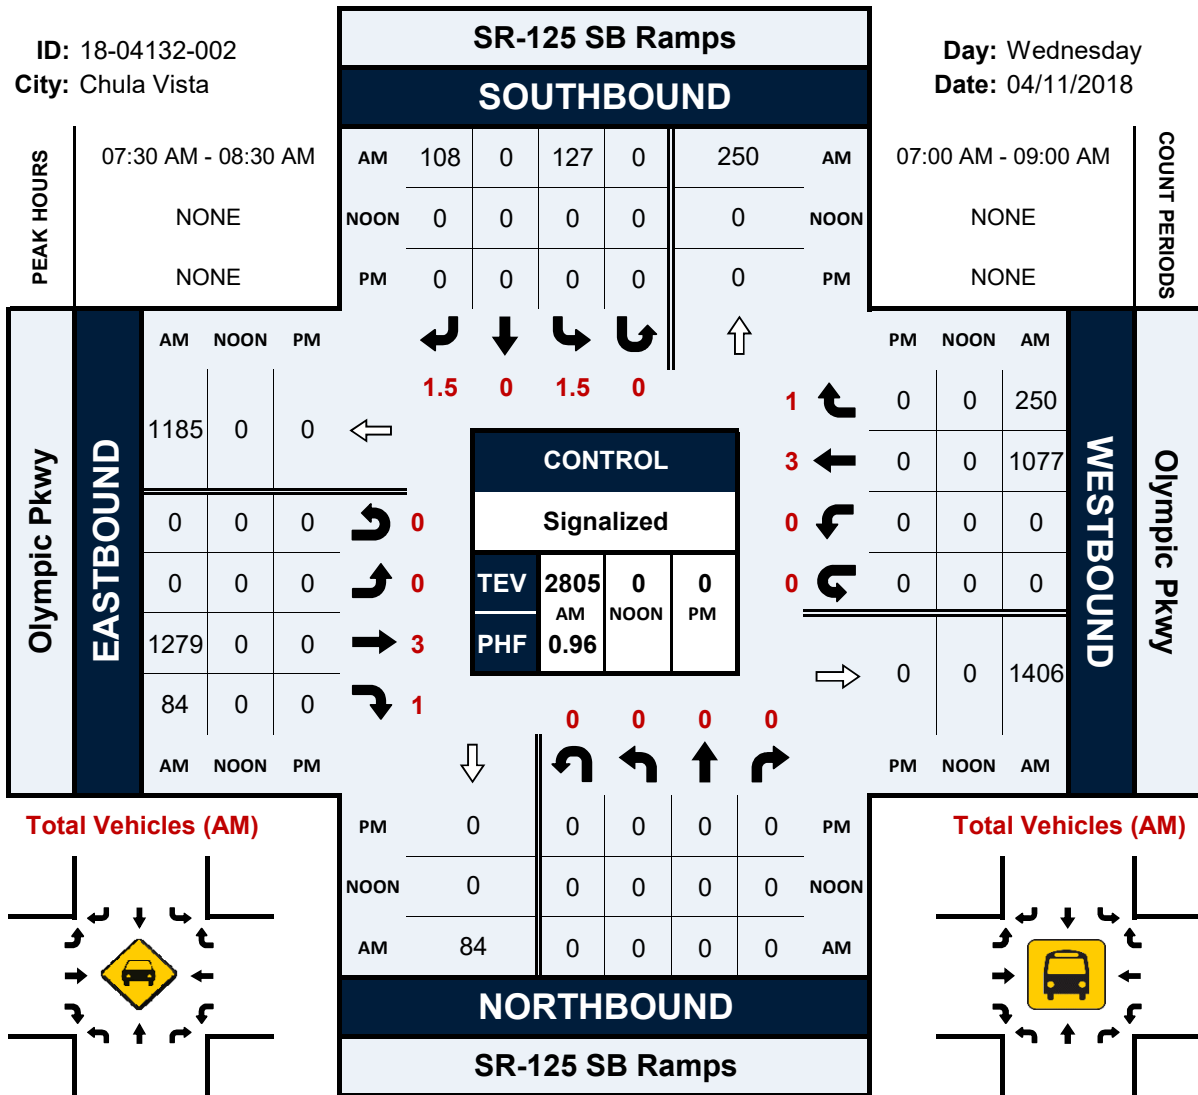 SR-125 SB Ramps
ID: 18-04132-002
Day: Wednesday
City: Chula Vista
Date: 04/11/2018
SOUTHBOUND
PEAK HOURS
07:30 AM - 08:30 AM
AM 108 0 127 0 250 AM
07:00 AM - 09:00 AM
COUNT PERIODS
NONE
NOON 0 0 0 0 0 NOON
NONE
NONE
PM 0 0 0 0 0 PM
NONE
AM NOON PM
PM NOON AM
1.5 0 1.5 0
Olympic Pkwy
EASTBOUND
1185 0 0
0 0 0 0
0 0 0 0
1279 0 0 3
84 0 0 1
AM NOON PM
CONTROL
Signalized
TEV 2805 0 0
AM NOON PM
PHF 0.96
1 0 0 250
3 0 0 1077
0 0 0 0
0 0 0 0
0 0 1406
PM NOON AM
WESTBOUND
Olympic Pkwy
0 0 0 0
Total Vehicles (AM)
PM 0 0 0 0 0 PM
Total Vehicles (AM)
NOON 0 0 0 0 0 NOON
AM 84 0 0 0 0 AM
NORTHBOUND
SR-125 SB Ramps